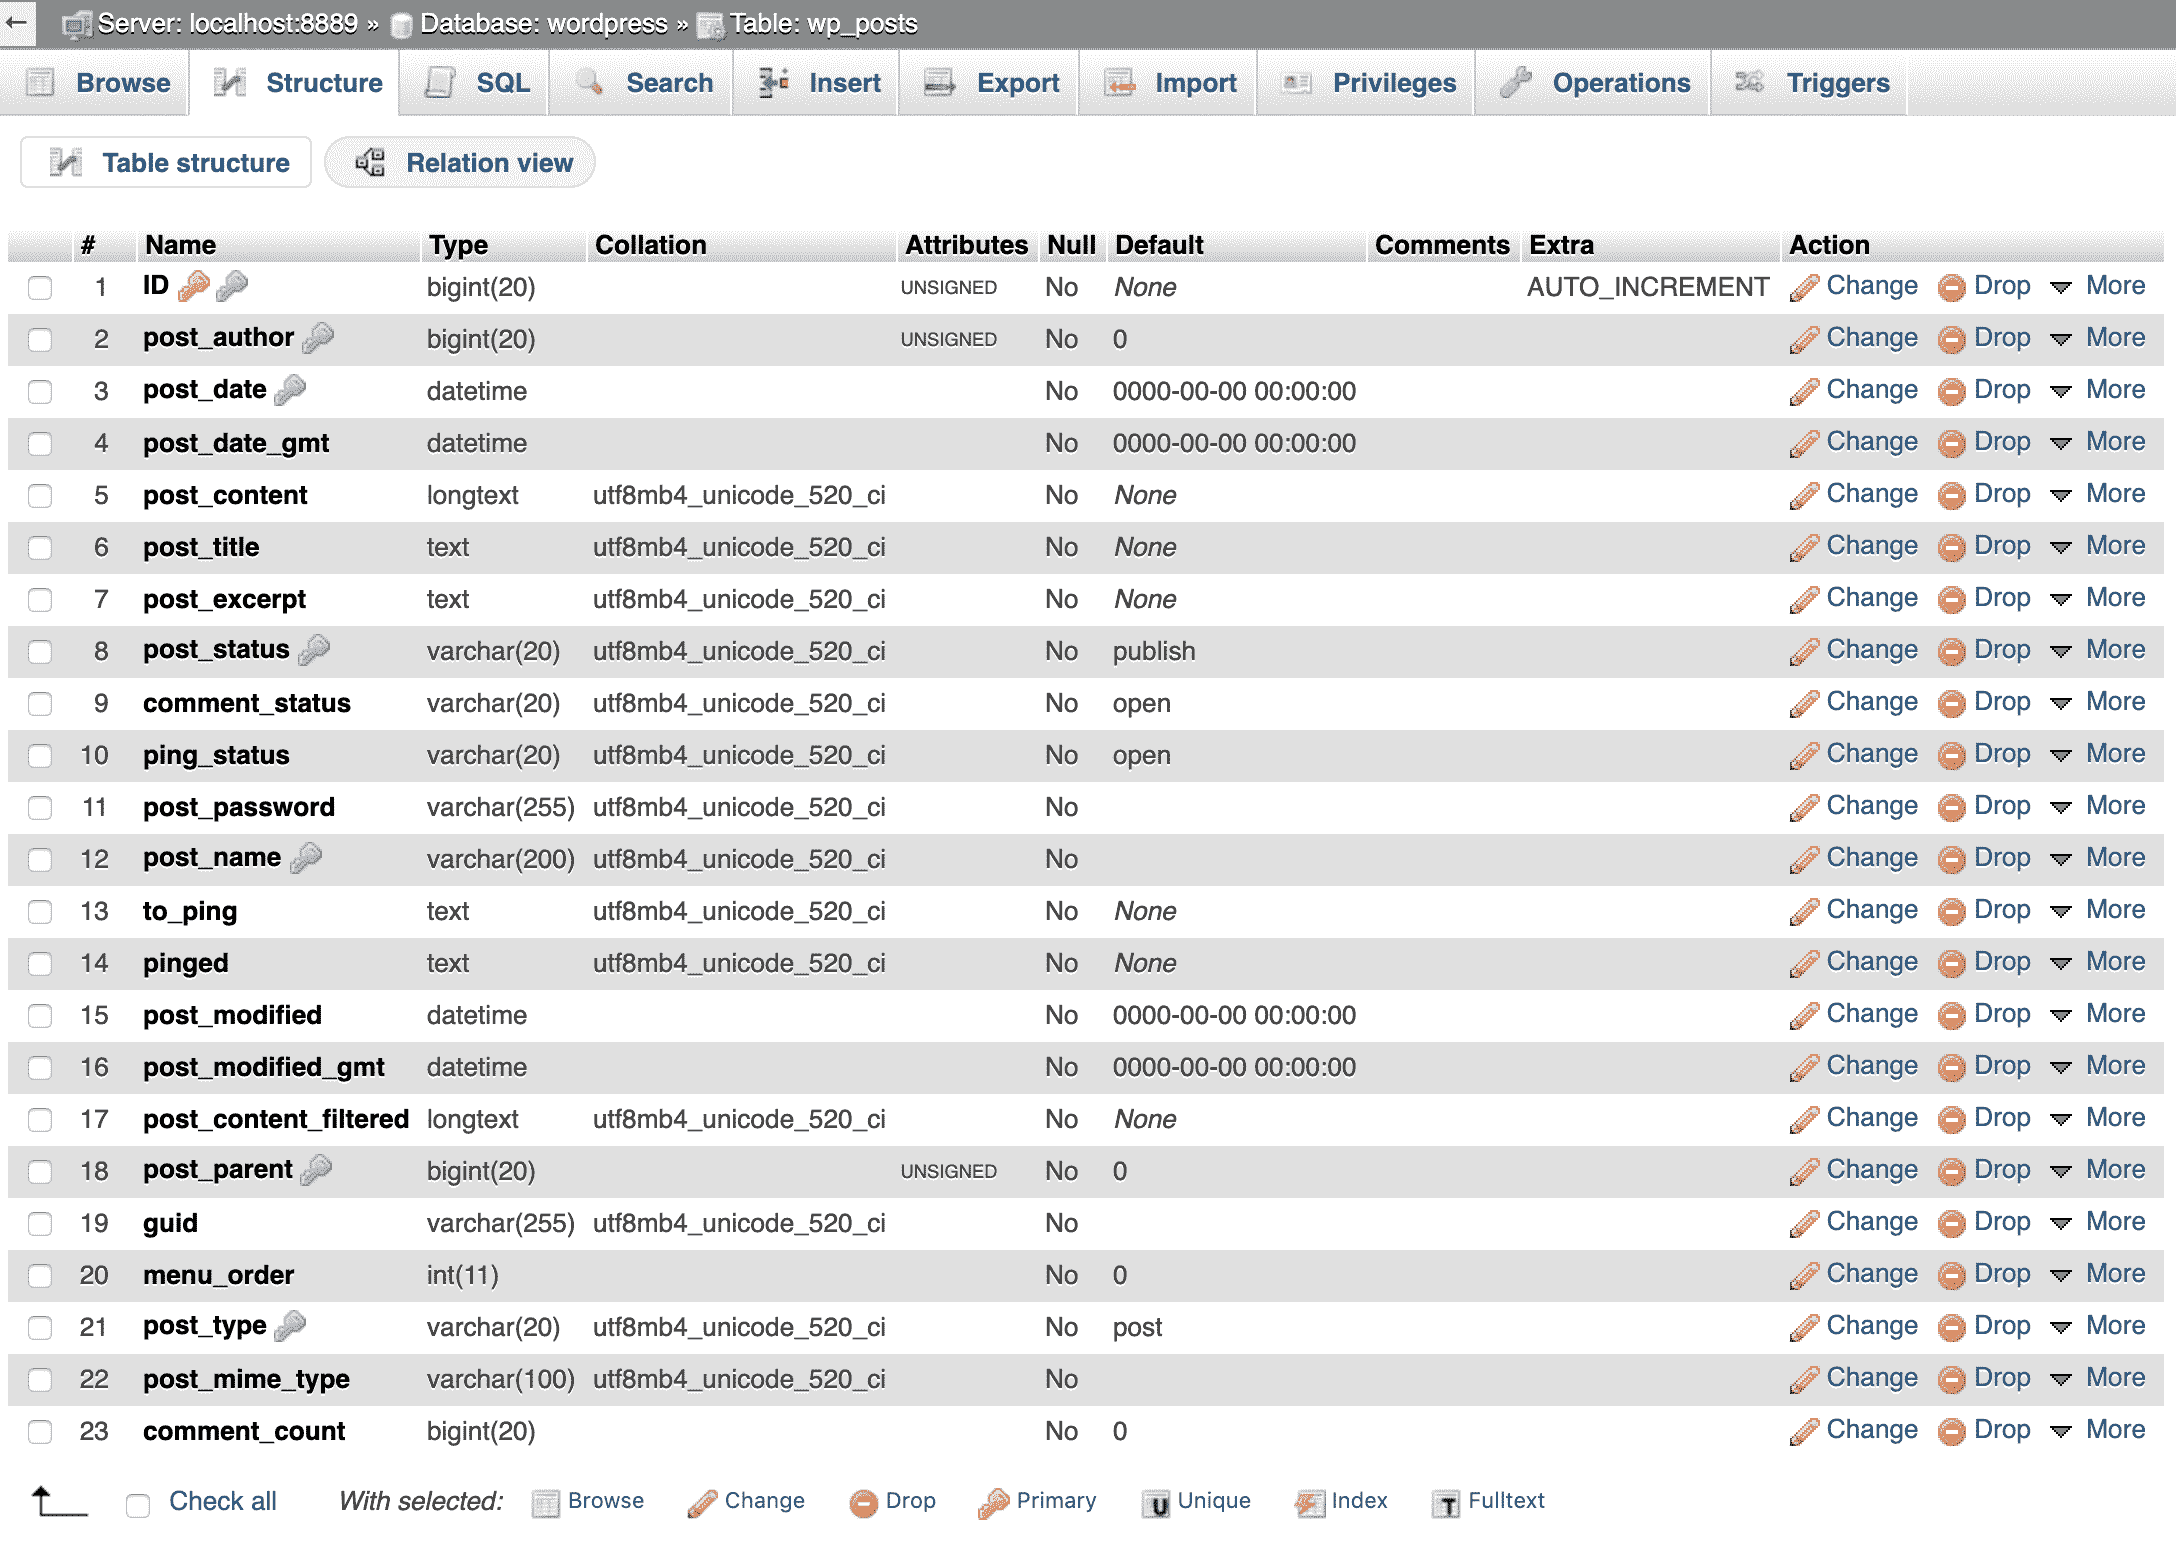 Server: localhost:8889 » Database: wordpress » Table: wp_posts
Browse Structure SQL Search Insert Export Import Privileges Operations Triggers
Table structure Relation view
# Name Type Collation Attributes Null Default Comments Extra Action
1 ID bigint(20) UNSIGNED No None AUTO_INCREMENT Change Drop More
2 post_author bigint(20) UNSIGNED No 0 Change Drop More
3 post_date datetime No 0000-00-00 00:00:00 Change Drop More
4 post_date_gmt datetime No 0000-00-00 00:00:00 Change Drop More
5 post_content longtext utf8mb4_unicode_520_ci No None Change Drop More
6 post_title text utf8mb4_unicode_520_ci No None Change Drop More
7 post_excerpt text utf8mb4_unicode_520_ci No None Change Drop More
8 post_status varchar(20) utf8mb4_unicode_520_ci No publish Change Drop More
9 comment_status varchar(20) utf8mb4_unicode_520_ci No open Change Drop More
10 ping_status varchar(20) utf8mb4_unicode_520_ci No open Change Drop More
11 post_password varchar(255) utf8mb4_unicode_520_ci No Change Drop More
12 post_name varchar(200) utf8mb4_unicode_520_ci No Change Drop More
13 to_ping text utf8mb4_unicode_520_ci No None Change Drop More
14 pinged text utf8mb4_unicode_520_ci No None Change Drop More
15 post_modified datetime No 0000-00-00 00:00:00 Change Drop More
16 post_modified_gmt datetime No 0000-00-00 00:00:00 Change Drop More
17 post_content_filtered longtext utf8mb4_unicode_520_ci No None Change Drop More
18 post_parent bigint(20) UNSIGNED No 0 Change Drop More
19 guid varchar(255) utf8mb4_unicode_520_ci No Change Drop More
20 menu_order int(11) No 0 Change Drop More
21 post_type varchar(20) utf8mb4_unicode_520_ci No post Change Drop More
22 post_mime_type varchar(100) utf8mb4_unicode_520_ci No Change Drop More
23 comment_count bigint(20) No 0 Change Drop More
Check all With selected: Browse Change Drop Primary U Unique Index T Fulltext